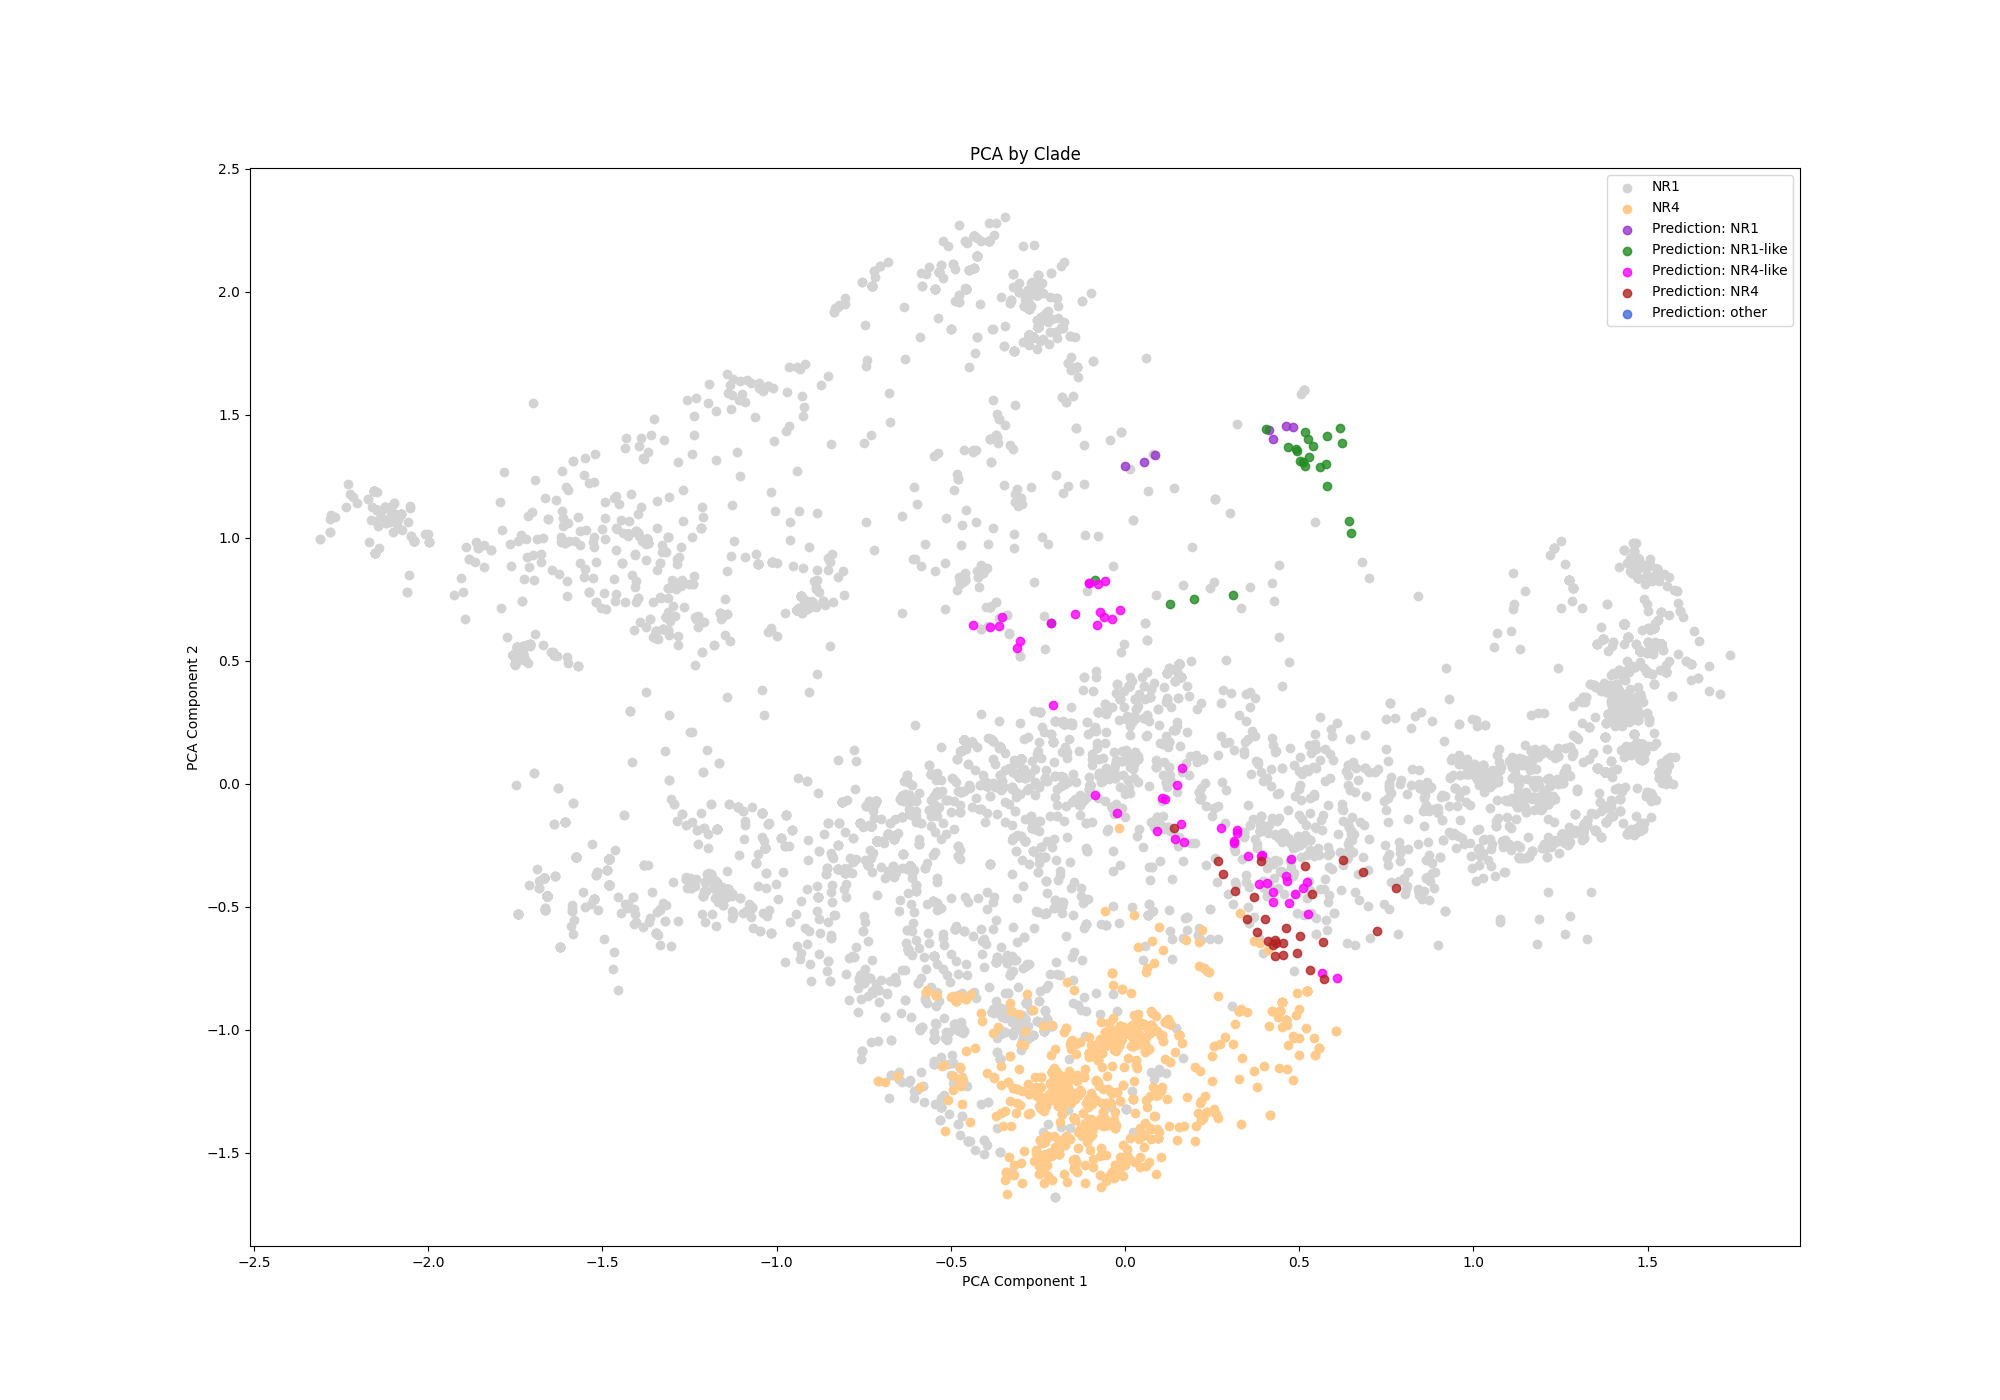 PCA by Clade
2.5
2.0
1.5
1.0
0.5
0.0
−0.5
−1.0
−1.5
PCA Component 2
NR1
NR4
Prediction: NR1
Prediction: NR1-like
Prediction: NR4-like
Prediction: NR4
Prediction: other
−2.5 −2.0 −1.5 −1.0 −0.5 0.0 0.5 1.0 1.5
PCA Component 1